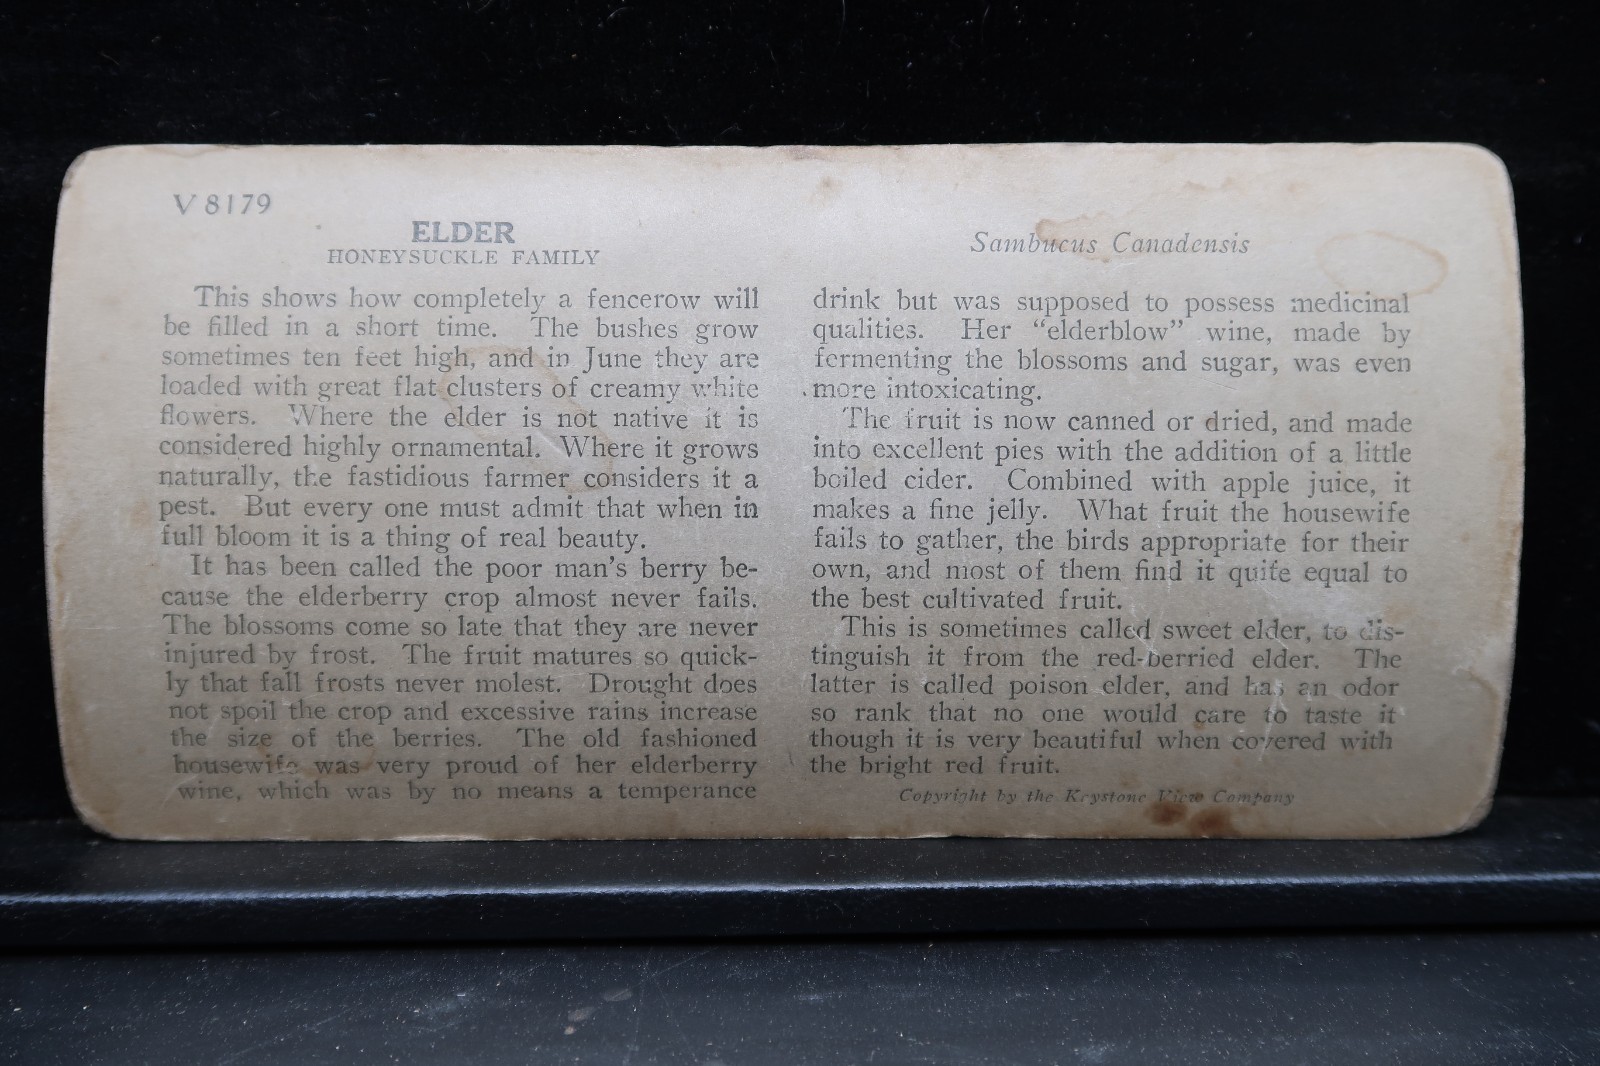 V 8179
ELDER
HONEYSUCKLE FAMILY
This shows how completely a fencerow will
be filled in a short time. The bushes grow
sometimes ten feet high, and in June they are
loaded with great flat clusters of creamy white
flowers. Where the elder is not native it is
considered highly ornamental. Where it grows
naturally, the fastidious farmer considers it a
pest. But every one must admit that when in
full bloom it is a thing of real beauty.
It has been called the poor man's berry be-
cause the elderberry crop almost never fails.
The blossoms come so late that they are never
injured by frost. The fruit matures so quick-
ly that fall frosts never molest. Drought does
not spoil the crop and excessive rains increase
the size of the berries. The old fashioned
housewife was very proud of her elderberry
wine, which was by no means a temperance
Sambucus Canadensis
drink but was supposed to possess medicinal
qualities. Her "elderblow" wine, made by
fermenting the blossoms and sugar, was even
more intoxicating.
The fruit is now canned or dried, and made
into excellent pies with the addition of a little
boiled cider. Combined with apple juice, it
makes a fine jelly. What fruit the housewife
fails to gather, the birds appropriate for their
own, and most of them find it quite equal to
the best cultivated fruit.
This is sometimes called sweet elder, to dis-
tinguish it from the red-berried elder. The
latter is called poison elder, and has an odor
so rank that no one would care to taste it
though it is very beautiful when covered with
the bright red fruit.
Copyright by the Keystone View Company